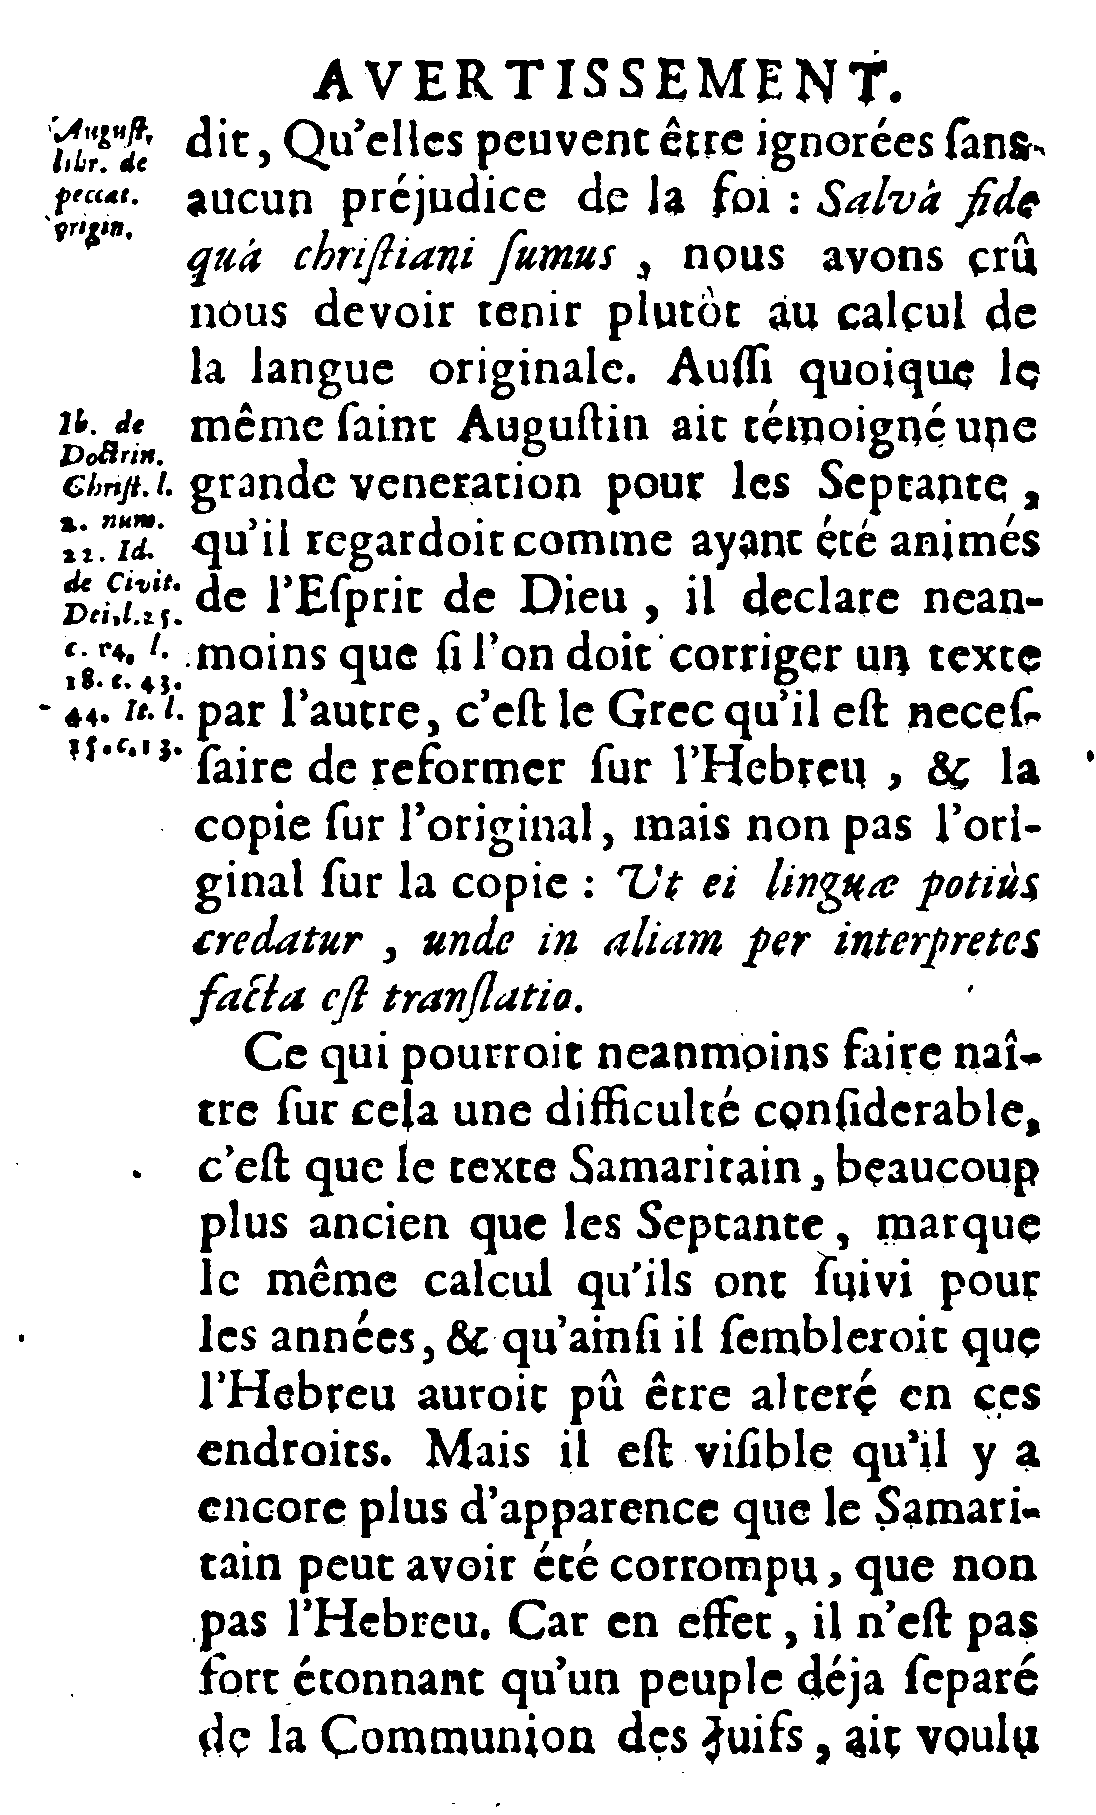 AVERTISSEMENT.
August.
libr. de
peccat.
origin.
dit, Qu'elles peuvent être ignorées ſans
aucun préjudice de la foi : Salvâ fide
quâ chriſtiani ſumus, nous avons crû
nous devoir tenir plutôt au calcul de
la langue originale. Auſſi quoique le
même ſaint Auguſtin ait témoigné une
grande veneration pour les Septante,
qu'il regardoit comme ayant été animés
de l'Eſprit de Dieu, il declare nean-
moins que ſi l'on doit corriger un texte
par l'autre, c'eſt le Grec qu'il eſt neceſ-
ſaire de reformer ſur l'Hebreu, & la
copie ſur l'original, mais non pas l'ori-
ginal ſur la copie : Ut ei linguæ potiùs
credatur, unde in aliam per interpretes
facta eſt tranſlatio.
Ib. de
Doctrin.
Chriſt. l.
2. num.
22. Id.
de Civit.
Dei, l. 15.
c. 14. l.
18. c. 43.
44. It. l.
15. c. 13.
Ce qui pourroit neanmoins faire naî-
tre ſur cela une difficulté conſiderable,
c'eſt que le texte Samaritain, beaucoup
plus ancien que les Septante, marque
le même calcul qu'ils ont ſuivi pour
les années, & qu'ainſi il ſembleroit que
l'Hebreu auroit pû être alteré en ces
endroits. Mais il eſt viſible qu'il y a
encore plus d'apparence que le Samari-
tain peut avoir été corrompu, que non
pas l'Hebreu. Car en effet, il n'eſt pas
fort étonnant qu'un peuple déja ſeparé
de la Communion des Juifs, ait voulu